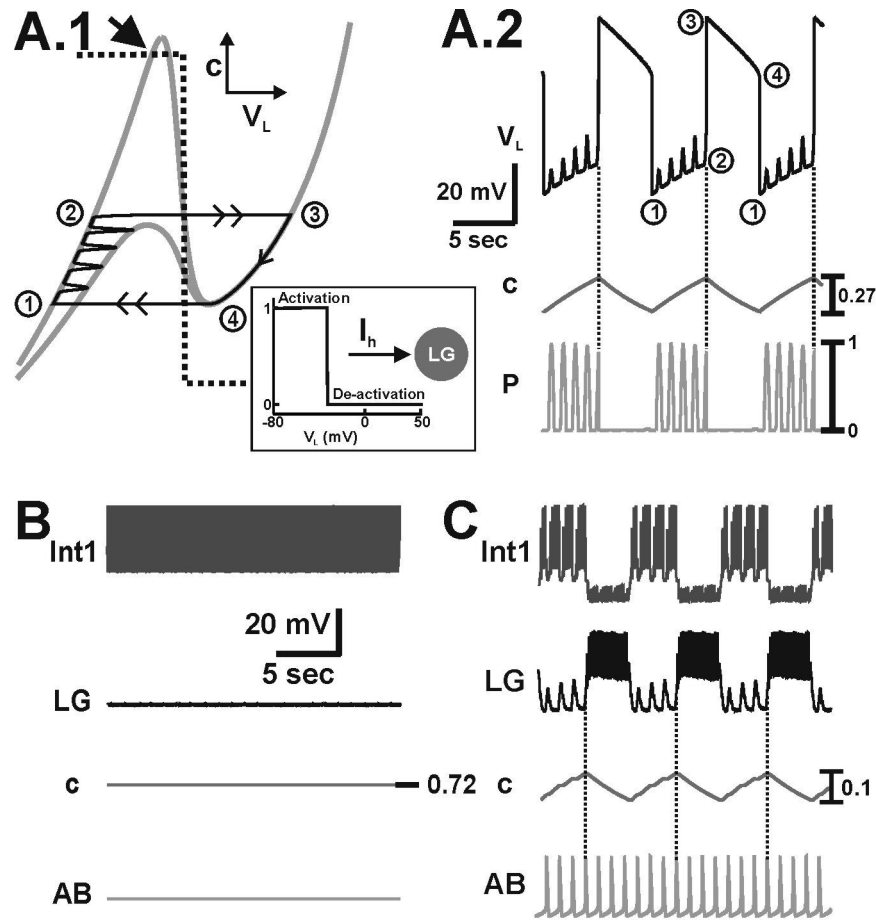 A.1
c
V_L
②
③
①
④
Activation
1
I_h
LG
De-activation
0
-80
0
50
V_L (mV)
A.2
③
④
V_L
②
20 mV
①
①
5 sec
c
0.27
1
P
0
B
Int1
20 mV
5 sec
LG
c
0.72
AB
C
Int1
LG
c
0.1
AB